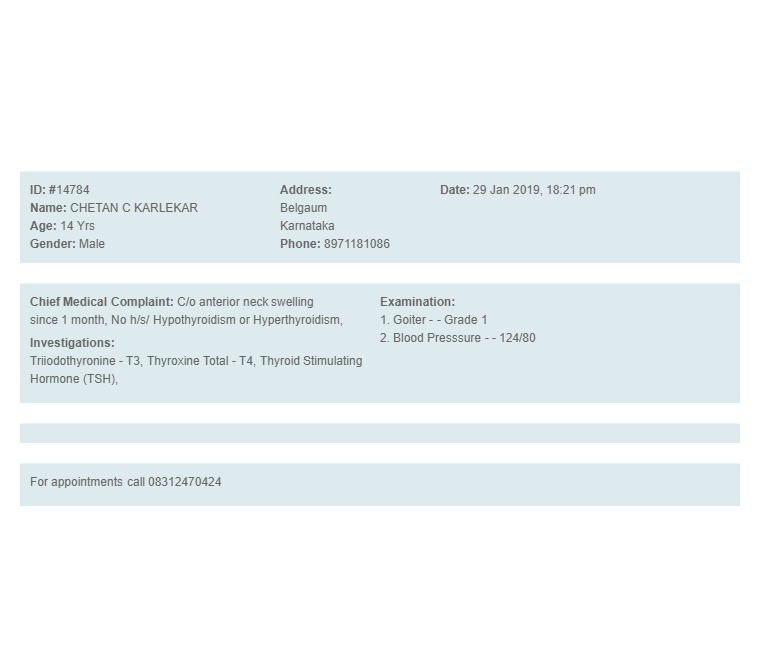 ID: #14784
Name: CHETAN C KARLEKAR
Age: 14 Yrs
Gender: Male
Address:
Belgaum
Karnataka
Phone: 8971181086
Date: 29 Jan 2019, 18:21 pm
Chief Medical Complaint: C/o anterior neck swelling
since 1 month, No h/s/ Hypothyroidism or Hyperthyroidism,
Investigations:
Triiodothyronine - T3, Thyroxine Total - T4, Thyroid Stimulating
Hormone (TSH),
Examination:
1. Goiter - - Grade 1
2. Blood Presssure - - 124/80
For appointments call 08312470424